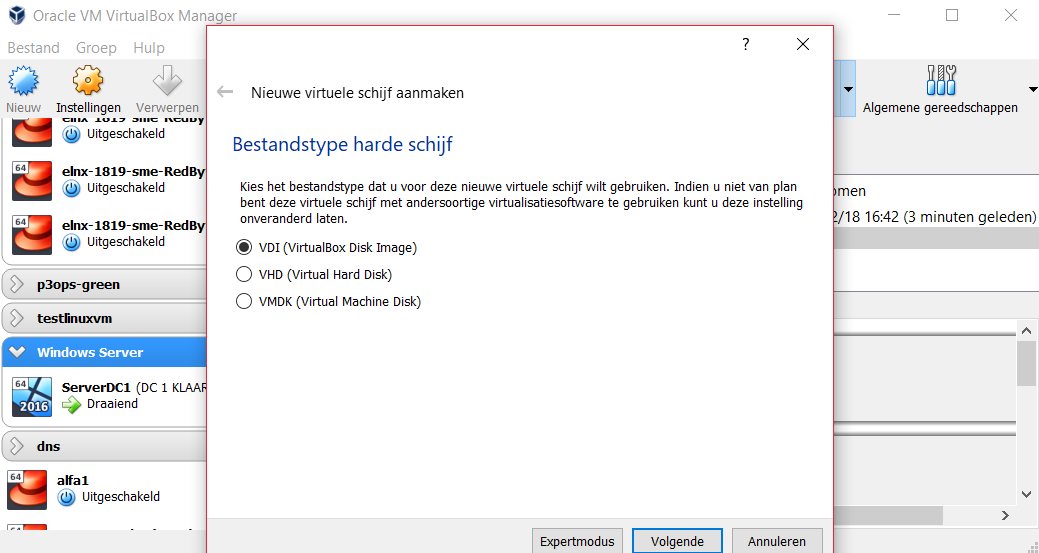 Oracle VM VirtualBox Manager
Bestand Groep Hulp
Nieuw Instellingen Verwerpen
Algemene gereedschappen
elnx-1819-sme-RedBy
Uitgeschakeld
64
elnx-1819-sme-RedBy
Uitgeschakeld
64
elnx-1819-sme-RedBy
Uitgeschakeld
p3ops-green
testlinuxvm
Windows Server
64
2016
ServerDC1 (DC 1 KLAAR
Draaiend
dns
64
alfa1
Uitgeschakeld
64
?
Nieuwe virtuele schijf aanmaken
Bestandstype harde schijf
Kies het bestandstype dat u voor deze nieuwe virtuele schijf wilt gebruiken. Indien u niet van plan
bent deze virtuele schijf met andersoortige virtualisatiesoftware te gebruiken kunt u deze instelling
onveranderd laten.
VDI (VirtualBox Disk Image)
VHD (Virtual Hard Disk)
VMDK (Virtual Machine Disk)
Expertmodus Volgende Annuleren
omen
2/18 16:42 (3 minuten geleden)